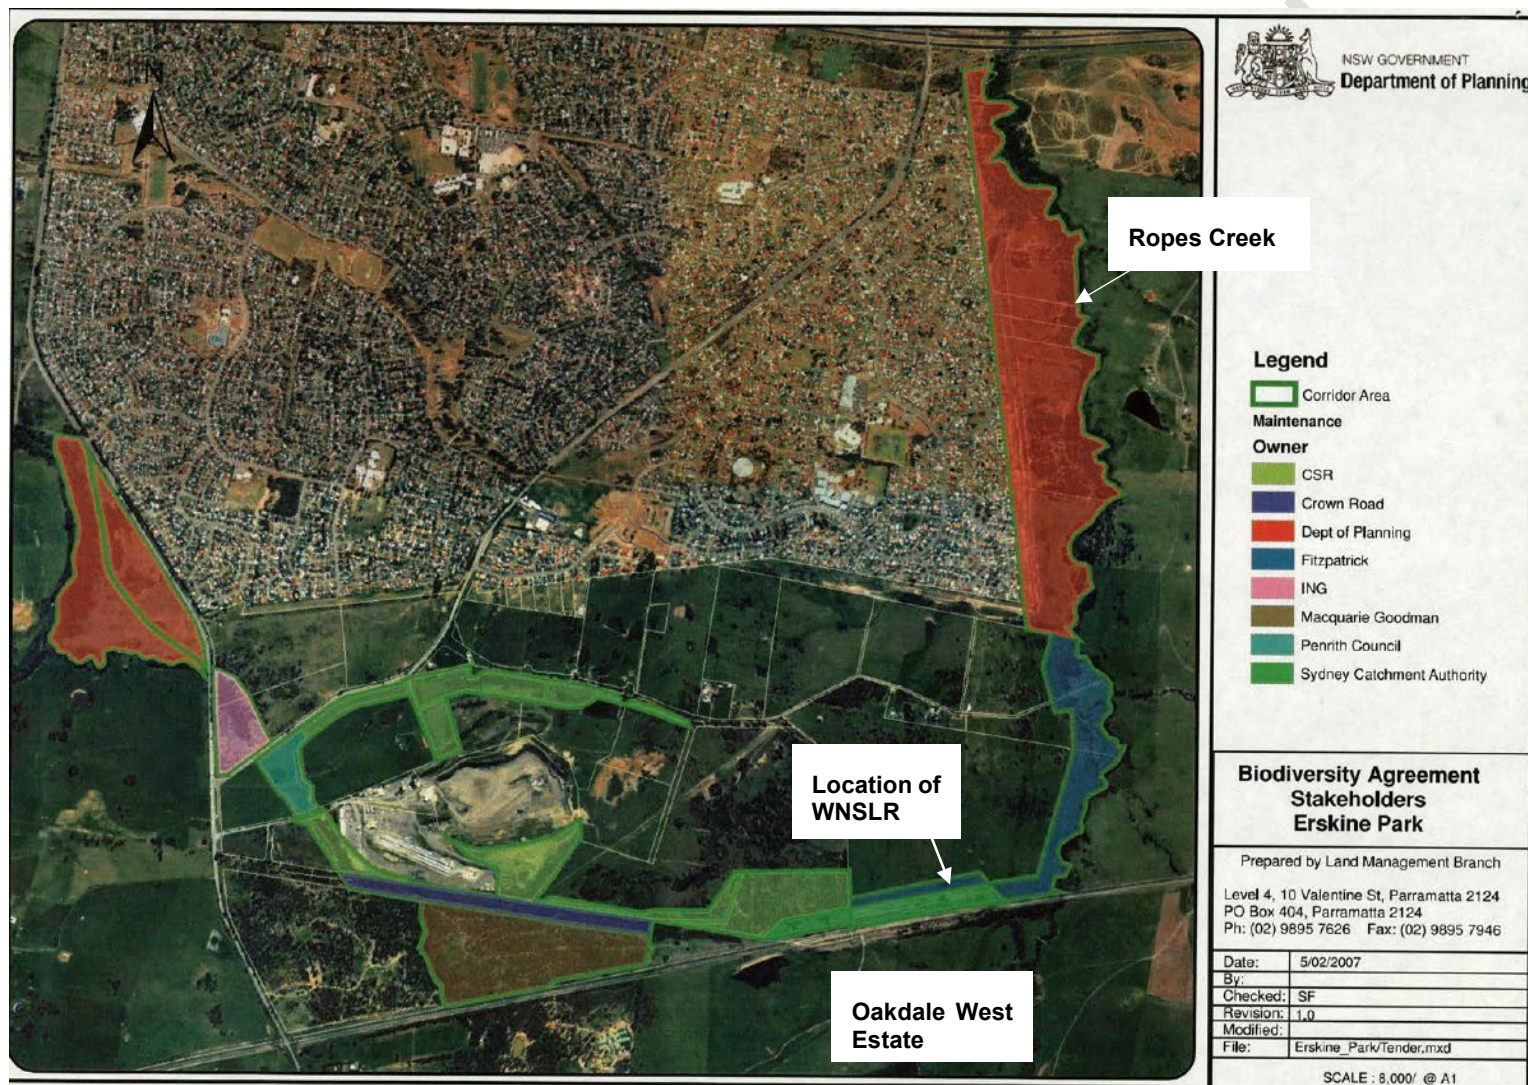 N
Ropes Creek
Location of
WNSLR
Oakdale West
Estate
NSW GOVERNMENT
Department of Planning
Legend
Corridor Area
Maintenance
Owner
CSR
Crown Road
Dept of Planning
Fitzpatrick
ING
Macquarie Goodman
Penrith Council
Sydney Catchment Authority
Biodiversity Agreement
Stakeholders
Erskine Park
Prepared by Land Management Branch
Level 4, 10 Valentine St, Parramatta 2124
PO Box 404, Parramatta 2124
Ph: (02) 9895 7626 Fax: (02) 9895 7946
Date: 5/02/2007
By:
Checked: SF
Revision: 1.0
Modified:
File: Erskine_Park/Tender.mxd
SCALE : 8,000/ @ A1